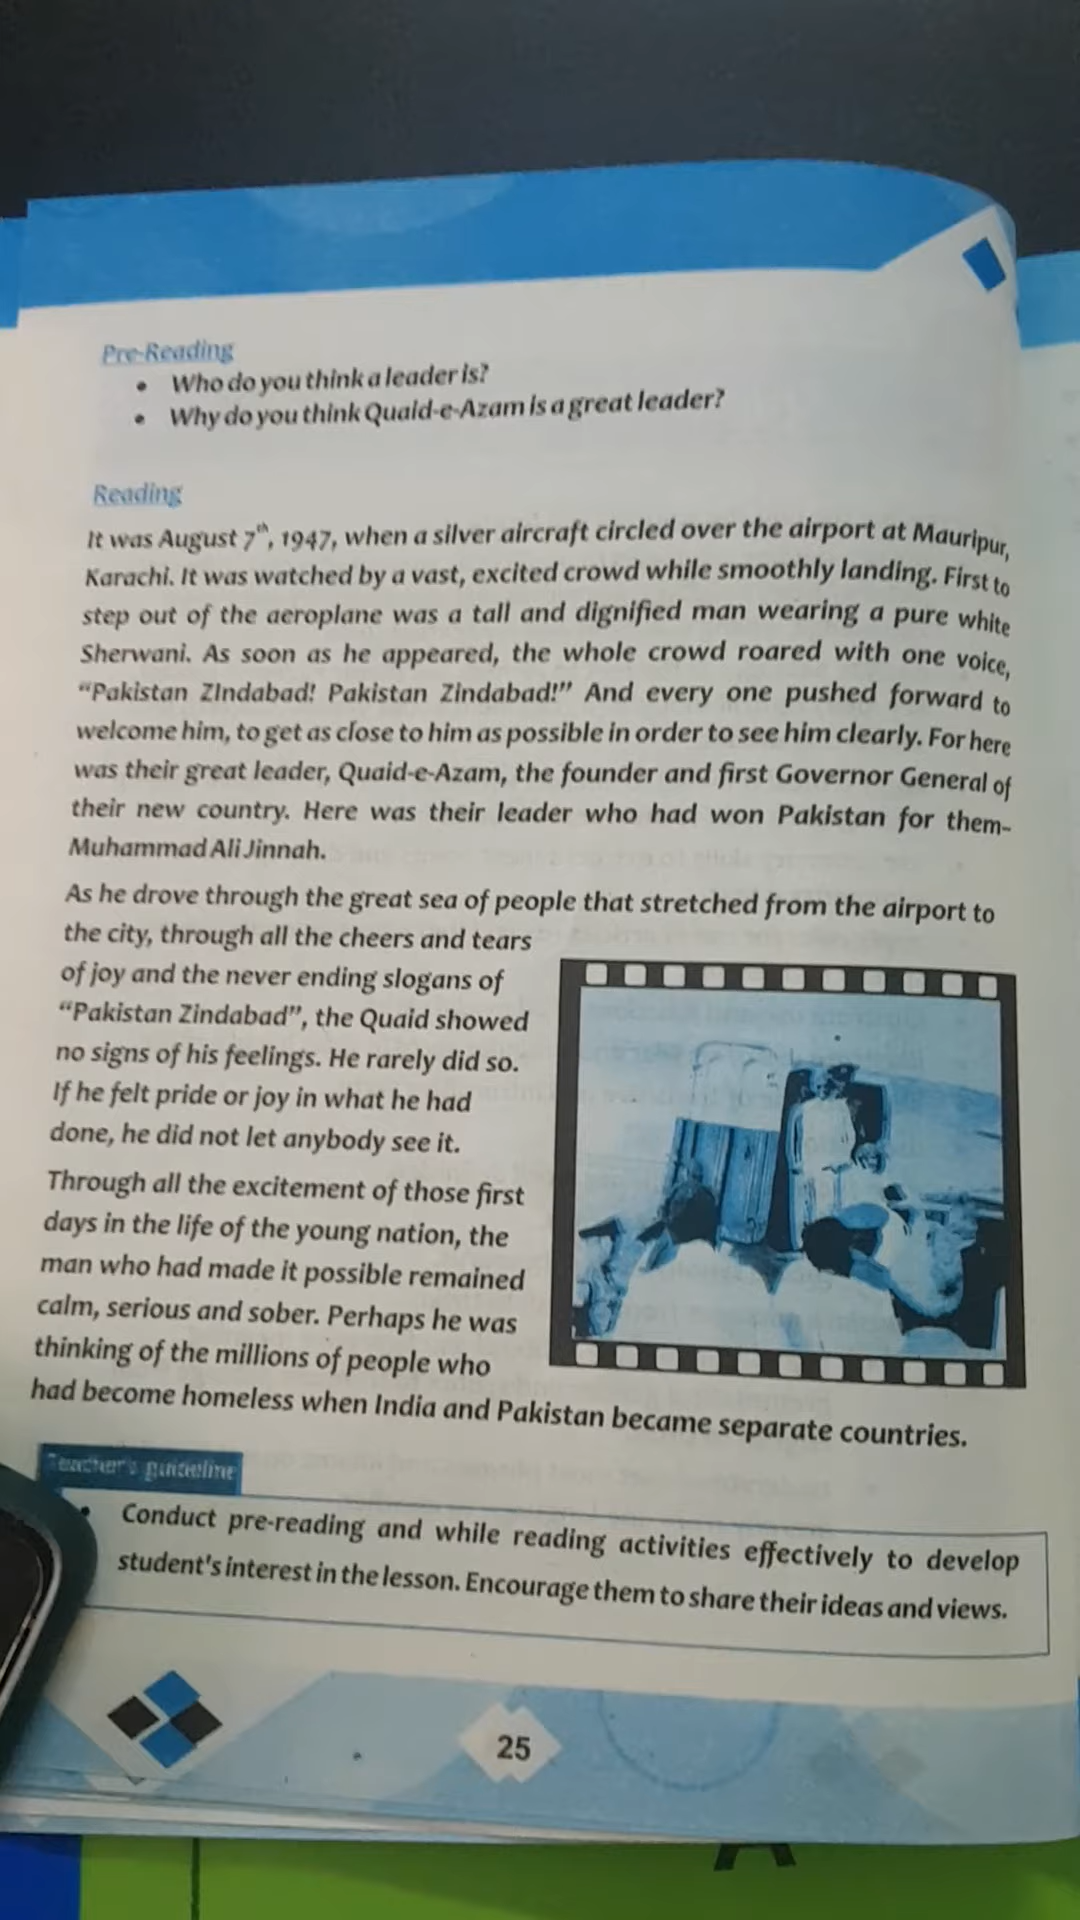 Pre-Reading
• Who do you think a leader is?
• Why do you think Quaid-e-Azam is a great leader?
Reading
It was August 7th, 1947, when a silver aircraft circled over the airport at Mauripur,
Karachi. It was watched by a vast, excited crowd while smoothly landing. First to
step out of the aeroplane was a tall and dignified man wearing a pure white
Sherwani. As soon as he appeared, the whole crowd roared with one voice,
“Pakistan ZIndabad! Pakistan Zindabad!” And every one pushed forward to
welcome him, to get as close to him as possible in order to see him clearly. For here
was their great leader, Quaid-e-Azam, the founder and first Governor General of
their new country. Here was their leader who had won Pakistan for them–
Muhammad Ali Jinnah.
As he drove through the great sea of people that stretched from the airport to
the city, through all the cheers and tears
of joy and the never ending slogans of
“Pakistan Zindabad”, the Quaid showed
no signs of his feelings. He rarely did so.
If he felt pride or joy in what he had
done, he did not let anybody see it.
Through all the excitement of those first
days in the life of the young nation, the
man who had made it possible remained
calm, serious and sober. Perhaps he was
thinking of the millions of people who
had become homeless when India and Pakistan became separate countries.
Teacher's guideline
• Conduct pre-reading and while reading activities effectively to develop
student's interest in the lesson. Encourage them to share their ideas and views.
25